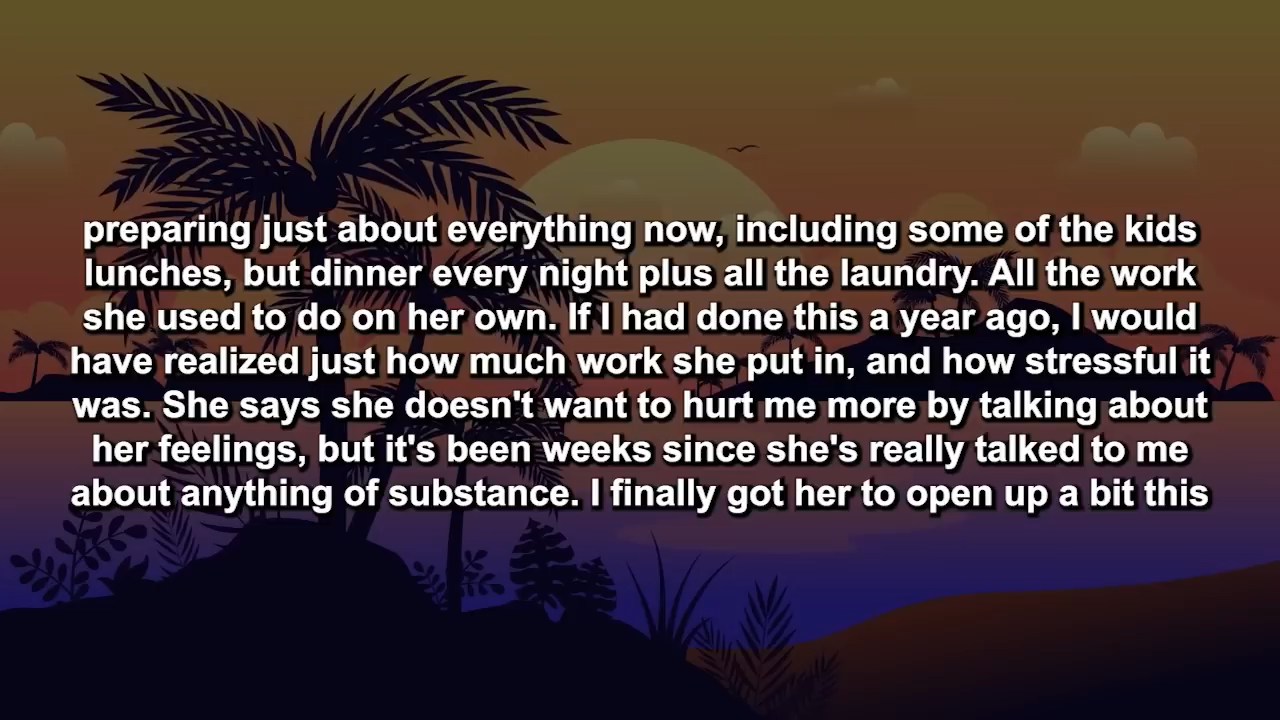 preparing just about everything now, including some of the kids
lunches, but dinner every night plus all the laundry. All the work
she used to do on her own. If I had done this a year ago, I would
have realized just how much work she put in, and how stressful it
was. She says she doesn't want to hurt me more by talking about
her feelings, but it's been weeks since she's really talked to me
about anything of substance. I finally got her to open up a bit this